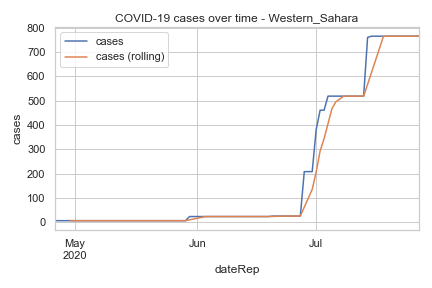 COVID-19 cases over time - Western_Sahara
800
700
600
500
400
300
200
100
0
cases
cases
cases (rolling)
May
2020
Jun
Jul
dateRep